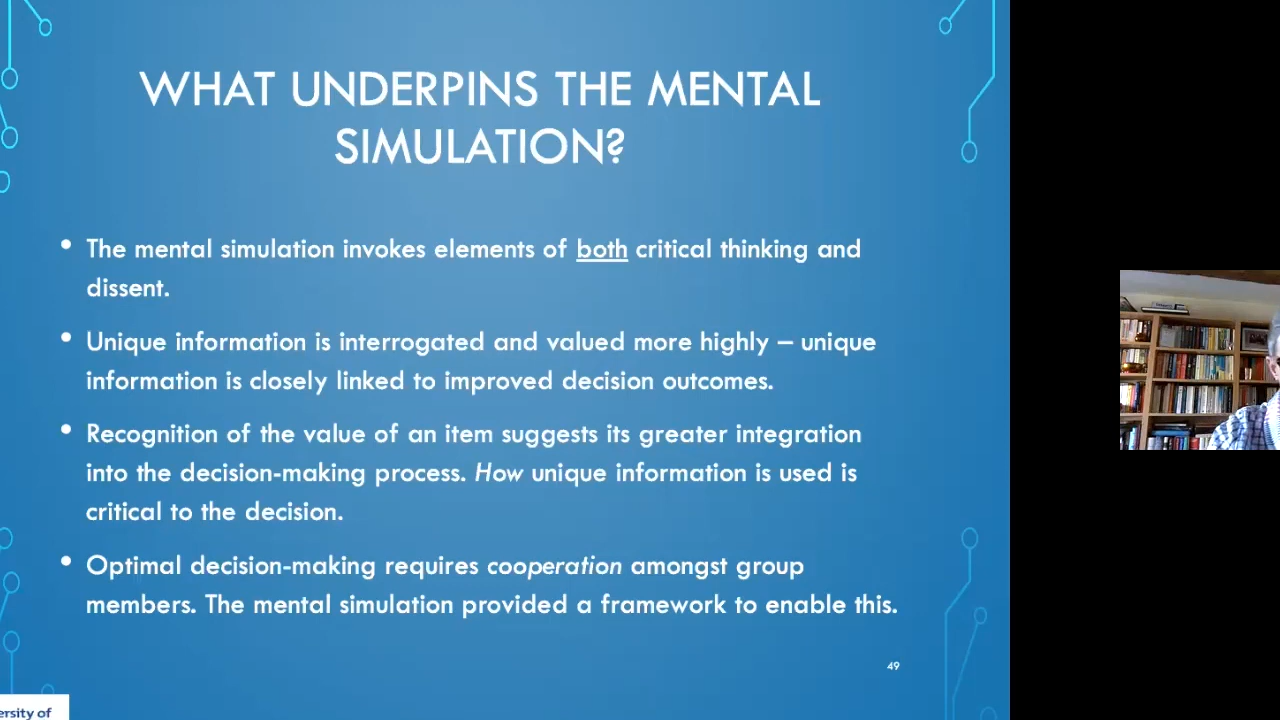 WHAT UNDERPINS THE MENTAL
SIMULATION?
• The mental simulation invokes elements of both critical thinking and
dissent.
• Unique information is interrogated and valued more highly – unique
information is closely linked to improved decision outcomes.
• Recognition of the value of an item suggests its greater integration
into the decision-making process. How unique information is used is
critical to the decision.
• Optimal decision-making requires cooperation amongst group
members. The mental simulation provided a framework to enable this.
49
ersity of